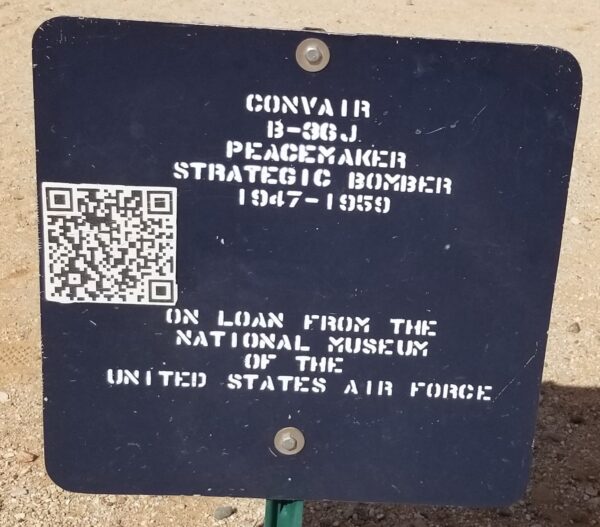 CONVAIR
B-36J
PEACEMAKER
STRATEGIC BOMBER
1947-1959
ON LOAN FROM THE
NATIONAL MUSEUM
OF THE
UNITED STATES AIR FORCE